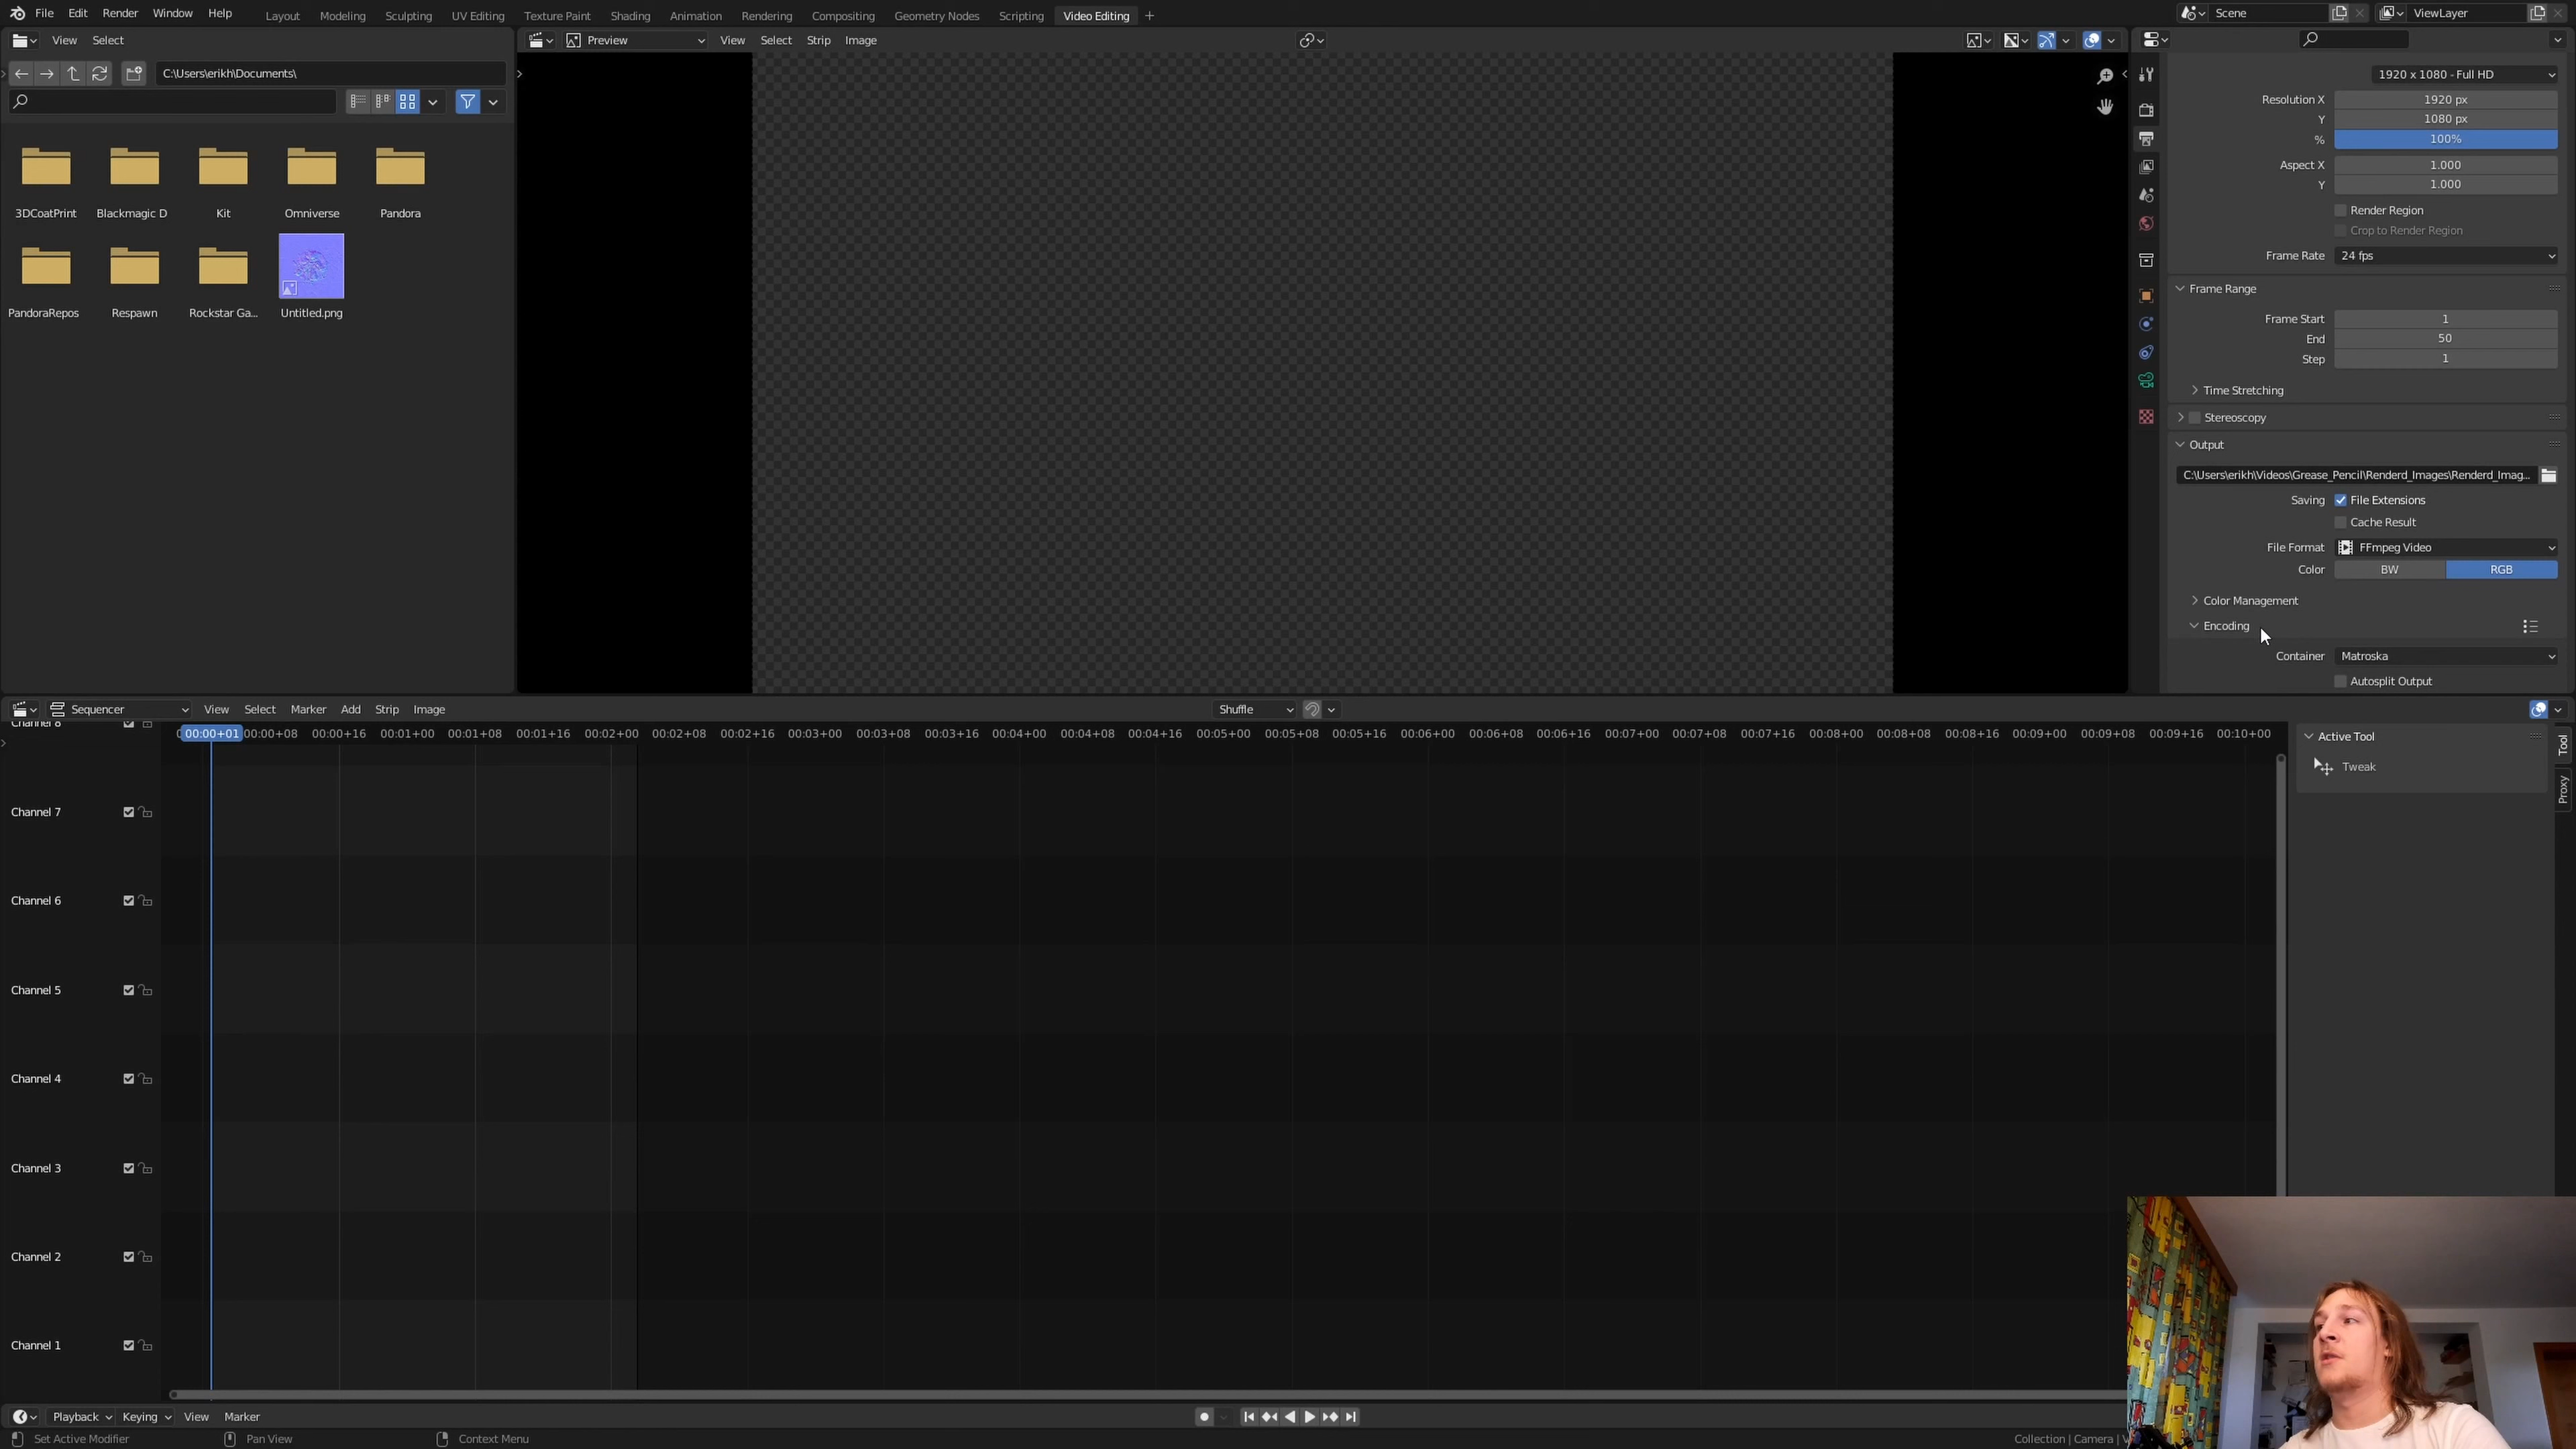 File Edit Render Window Help Layout Modeling Sculpting UV Editing Texture Paint Shading Animation Rendering Compositing Geometry Nodes Scripting Video Editing + Scene ViewLayer
View Select
Preview View Select Strip Image
C:\Users\erikh\Documents\
3DCoatPrint Blackmagic D Kit Omniverse Pandora
PandoraRepos Respawn Rockstar Ga... Untitled.png
1920 x 1080 - Full HD
Resolution X 1920 px
Y 1080 px
% 100%
Aspect X 1.000
Y 1.000
Render Region
Crop to Render Region
Frame Rate 24 fps
Frame Range
Frame Start 1
End 50
Step 1
Time Stretching
Stereoscopy
Output
C:\Users\erikh\Videos\Grease_Pencil\Renderd_Images\Renderd_Imag...
Saving File Extensions
Cache Result
File Format FFmpeg Video
Color BW RGB
Color Management
Encoding
Container Matroska
Autosplit Output
Sequencer View Select Marker Add Strip Image Shuffle
Channel 8
00:00+01 00:00+08 00:00+16 00:01+00 00:01+08 00:01+16 00:02+00 00:02+08 00:02+16 00:03+00 00:03+08 00:03+16 00:04+00 00:04+08 00:04+16 00:05+00 00:05+08 00:05+16 00:06+00 00:06+08 00:06+16 00:07+00 00:07+08 00:07+16 00:08+00 00:08+08 00:08+16 00:09+00 00:09+08 00:09+16 00:10+00
Active Tool
Tweak
Tool
Proxy
Channel 7
Channel 6
Channel 5
Channel 4
Channel 3
Channel 2
Channel 1
Playback Keying View Marker
Set Active Modifier Pan View Context Menu Collection | Camera |